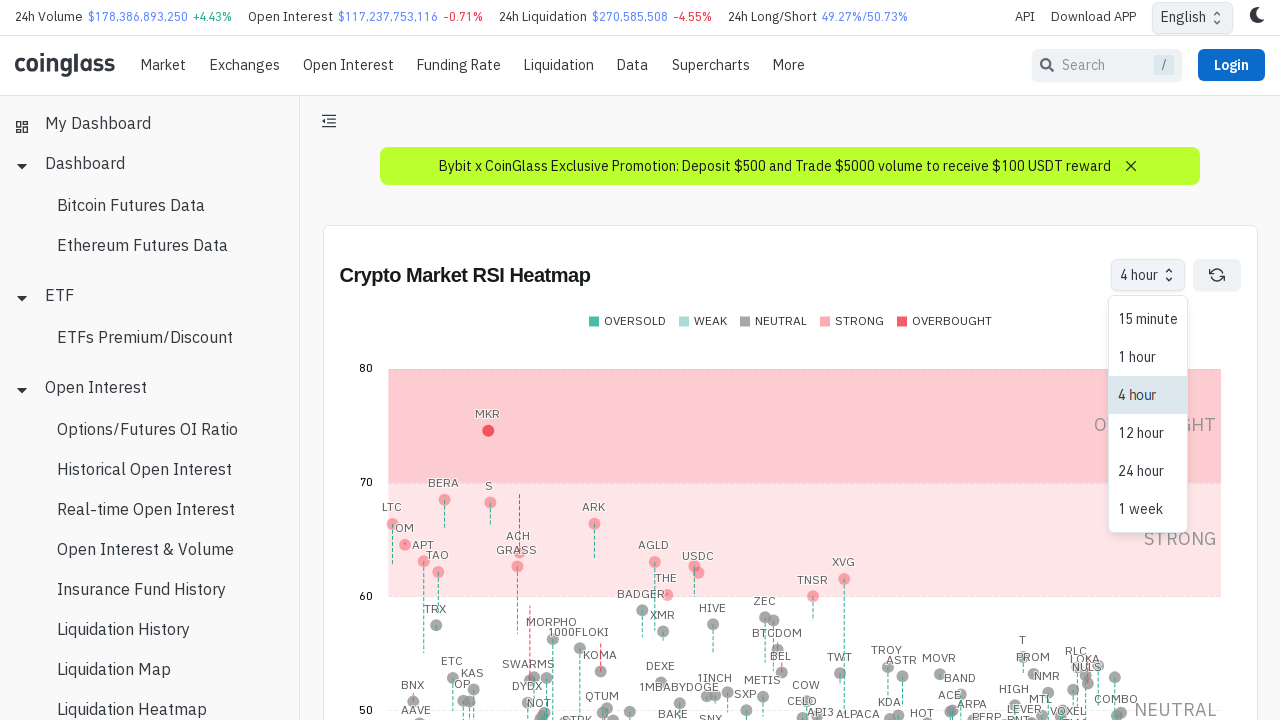 24h Volume $178,386,893,250 +4.43% 24h Open Interest $117,237,753,116 -0.71% 24h Liquidation $270,585,508 -4.55% 24h Long/Short 49.27%/50.73% API Download APP English
coinglass Market Exchanges Open Interest Funding Rate Liquidation Data Supercharts More Search / Login
My Dashboard
Dashboard
Bitcoin Futures Data
Ethereum Futures Data
ETF
ETFs Premium/Discount
Open Interest
Options/Futures OI Ratio
Historical Open Interest
Real-time Open Interest
Open Interest & Volume
Insurance Fund History
Liquidation History
Liquidation Map
Liquidation Heatmap
Bybit x CoinGlass Exclusive Promotion: Deposit $500 and Trade $5000 volume to receive $100 USDT reward
Crypto Market RSI Heatmap
4 hour
15 minute
1 hour
4 hour
12 hour
24 hour
1 week
OVERSOLD WEAK NEUTRAL STRONG OVERBOUGHT
80
MKR
70
BERA
S
LTC
OM
ARK
ACH
APT
GRASS
TAO
AGLD
USDC
XVG
THE
TNSR
60
BADGER
ZEC
TRX
XMR
HIVE
MORPHO
1000FLOKI
BTCDOM
T
KOMA
BEL
TWT
TROY
ASTR
MOVR
RLC
ETC
SWARMS
DEXE
NULS
KAS
OP
1INCH
METIS
BAND
NMR
BNX
DYDX
1MBABYDOGE
COW
HIGH
QTUM
SXP
ACE
MTL
COMBO
NOT
CELO
KDA
ARPA
AAVE
BAKE
API3
ALPACA
HOT
LEVER
VOXEL
50
STRONG
NEUTRAL